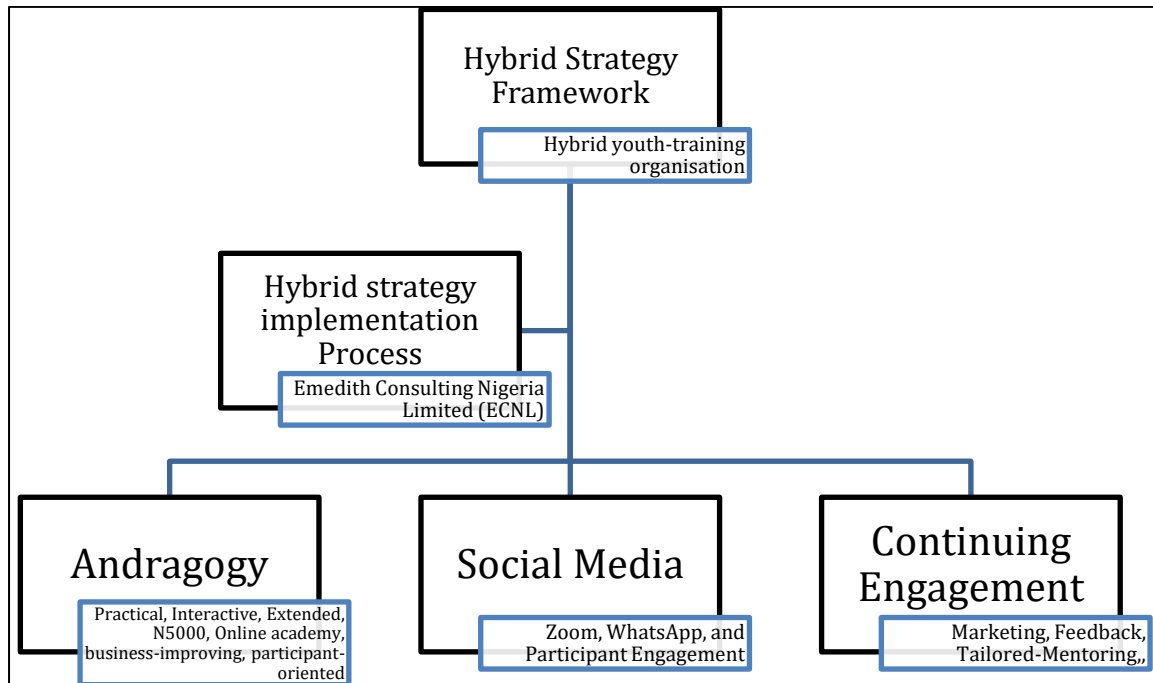 Hybrid Strategy
Framework
Hybrid youth-training
organisation
Hybrid strategy
implementation
Process
Emedith Consulting Nigeria
Limited (ECNL)
Andragogy
Practical, Interactive, Extended,
N5000, Online academy,
business-improving, participant-
oriented
Social Media
Zoom, WhatsApp, and
Participant Engagement
Continuing
Engagement
Marketing, Feedback,
Tailored-Mentoring,,